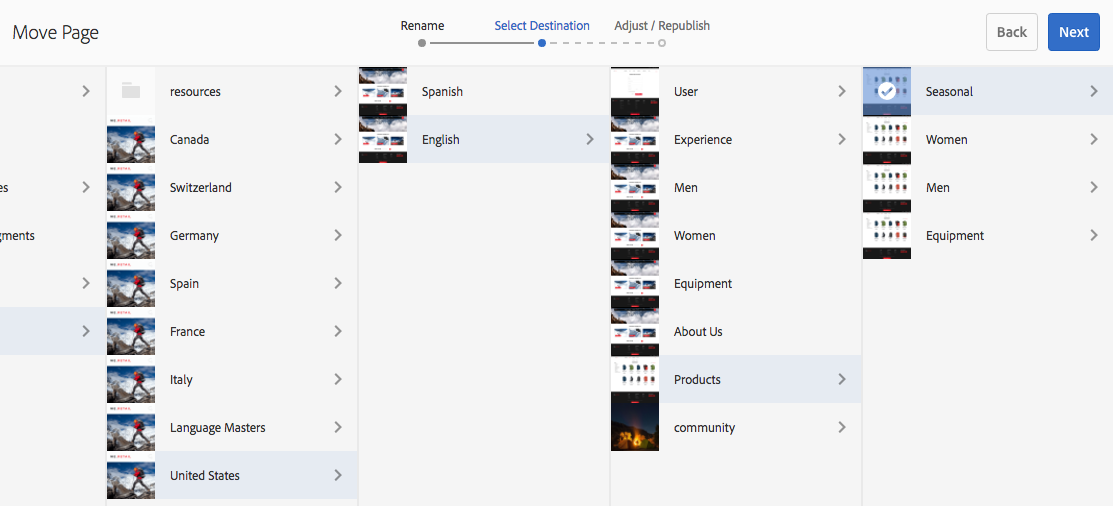 Move Page
Rename
Select Destination
Adjust / Republish
Back
Next
es
gments
resources
Canada
Switzerland
Germany
Spain
France
Italy
Language Masters
United States
Spanish
English
User
Experience
Men
Women
Equipment
About Us
Products
community
Seasonal
Women
Men
Equipment